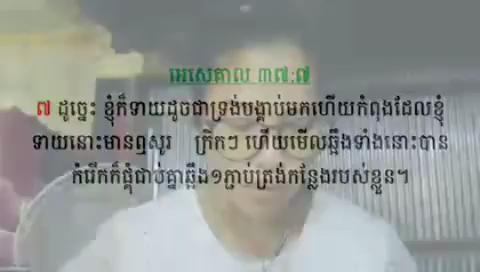 អេសេគាល ៣៧:៧
៧ ដូច្នេះ ខ្ញុំក៏ទាយដូចជាទ្រង់បង្គាប់មកហើយកំពុងដែលខ្ញុំ
ទាយនោះមានឮសូរ ក្រិកៗ ហើយមើលឆ្អឹងទាំងនោះបាន
កំរើកក៏ផ្គុំជាប់គ្នាឆ្អឹង១ភ្ជាប់ត្រង់កន្លែងរបស់ខ្លួន។